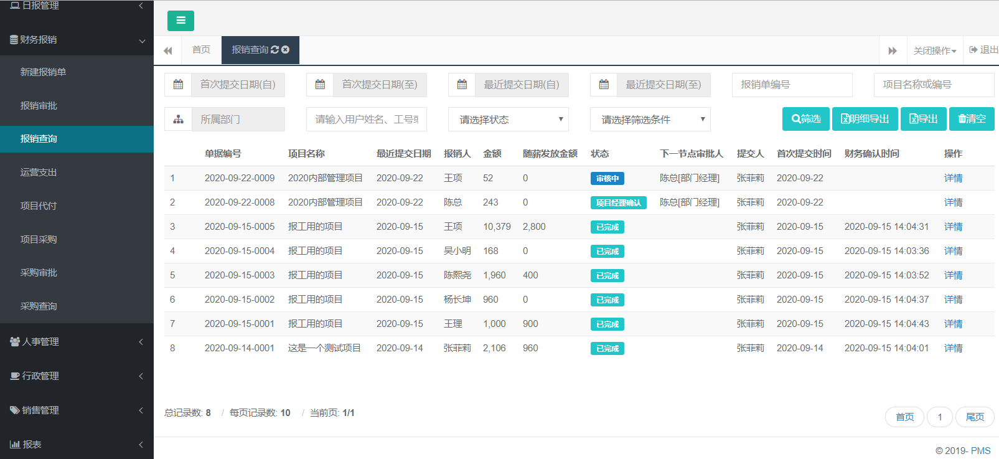 日报管理
财务报销
新建报销单
报销审批
报销查询
运营支出
项目代付
项目采购
采购审批
采购查询
人事管理
行政管理
销售管理
报表
首页 报销查询 关闭操作 退出
首次提交日期(自) 首次提交日期(至) 最近提交日期(自) 最近提交日期(至) 报销单编号 项目名称或编号
所属部门 请输入用户姓名、工号或 请选择状态 请选择筛选条件 筛选 明细导出 导出 清空
单据编号 项目名称 最近提交日期 报销人 金额 随薪发放金额 状态 下一节点审批人 提交人 首次提交时间 财务确认时间 操作
1 2020-09-22-0009 2020内部管理项目 2020-09-22 王项 52 0 审核中 陈总[部门经理] 张菲莉 2020-09-22 详情
2 2020-09-22-0008 2020内部管理项目 2020-09-22 陈总 243 0 项目经理确认 陈总[部门经理] 张菲莉 2020-09-22 详情
3 2020-09-15-0005 报工用的项目 2020-09-15 王项 10,379 2,800 已完成 张菲莉 2020-09-15 2020-09-15 14:04:31 详情
4 2020-09-15-0004 报工用的项目 2020-09-15 吴小明 168 0 已完成 张菲莉 2020-09-15 2020-09-15 14:03:36 详情
5 2020-09-15-0003 报工用的项目 2020-09-15 陈熙尧 1,960 400 已完成 张菲莉 2020-09-15 2020-09-15 14:03:52 详情
6 2020-09-15-0002 报工用的项目 2020-09-15 杨长坤 960 0 已完成 张菲莉 2020-09-15 2020-09-15 14:04:37 详情
7 2020-09-15-0001 报工用的项目 2020-09-15 王理 1,000 900 已完成 张菲莉 2020-09-15 2020-09-15 14:04:43 详情
8 2020-09-14-0001 这是一个测试项目 2020-09-14 张菲莉 2,106 960 已完成 张菲莉 2020-09-14 2020-09-15 14:04:01 详情
总记录数: 8 / 每页记录数: 10 / 当前页: 1/1
首页 1 尾页
© 2019- PMS